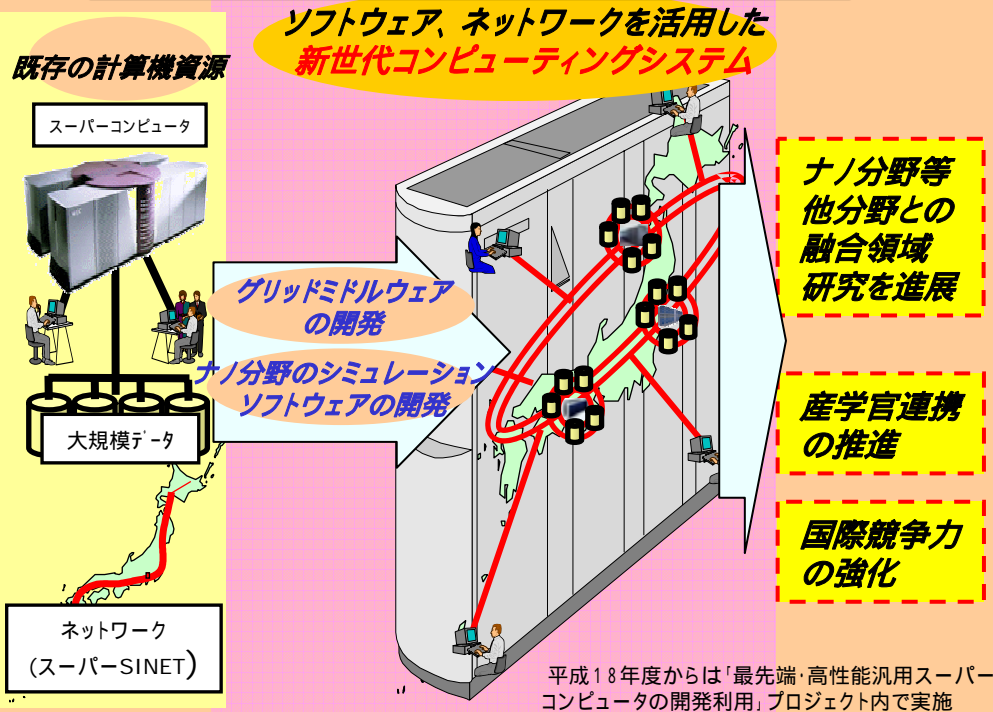 ソフトウェア、ネットワークを活用した
新世代コンピューティングシステム
既存の計算機資源
スーパーコンピュータ
大規模データ
ネットワーク
(スーパーSINET)
グリッドミドルウェア
の開発
ナノ分野のシミュレーション
ソフトウェアの開発
ナノ分野等
他分野との
融合領域
研究を進展
産学官連携
の推進
国際競争力
の強化
平成18年度からは「最先端・高性能汎用スーパー
コンピュータの開発利用」プロジェクト内で実施